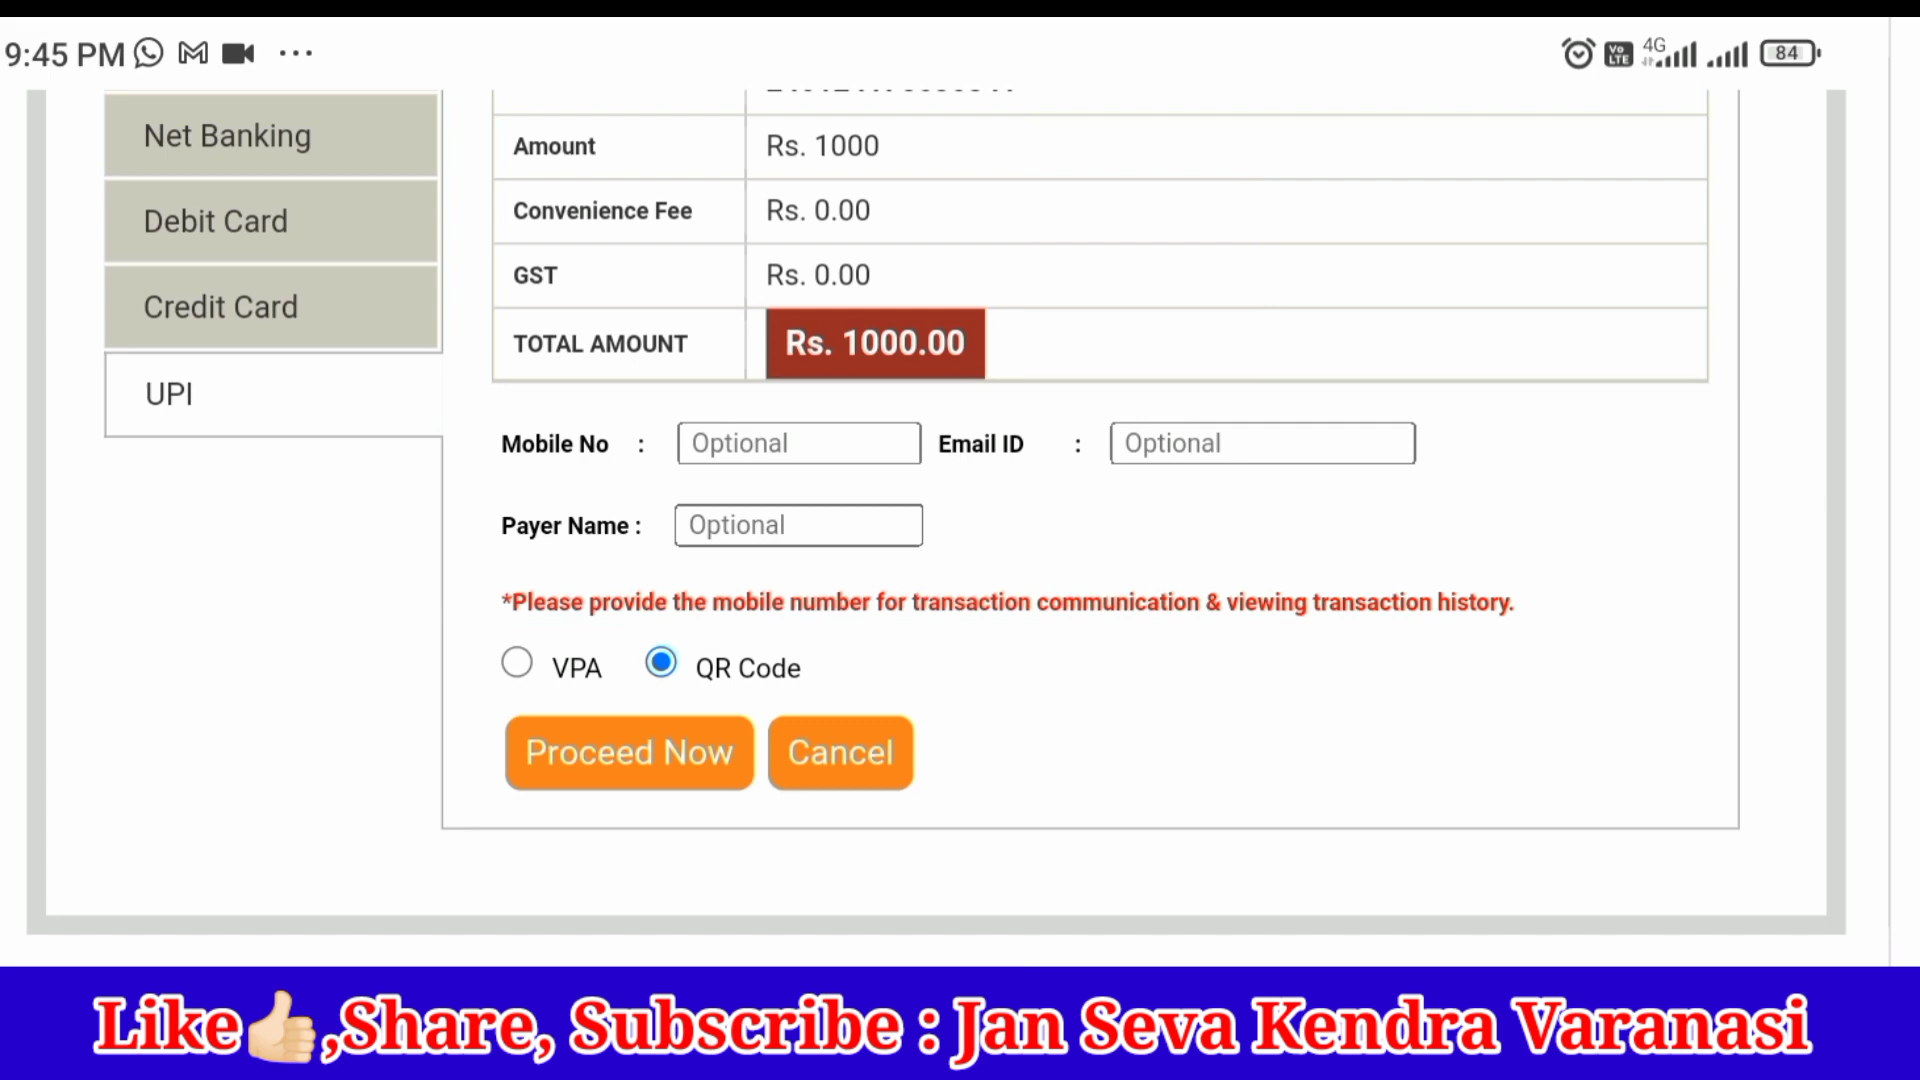 9:45 PM
4G
Vo LTE
84
Net Banking
Debit Card
Credit Card
UPI
Amount Rs. 1000
Convenience Fee Rs. 0.00
GST Rs. 0.00
TOTAL AMOUNT Rs. 1000.00
Mobile No : Optional Email ID : Optional
Payer Name : Optional
*Please provide the mobile number for transaction communication & viewing transaction history.
VPA QR Code
Proceed Now Cancel
Like👍🏻,Share, Subscribe : Jan Seva Kendra Varanasi